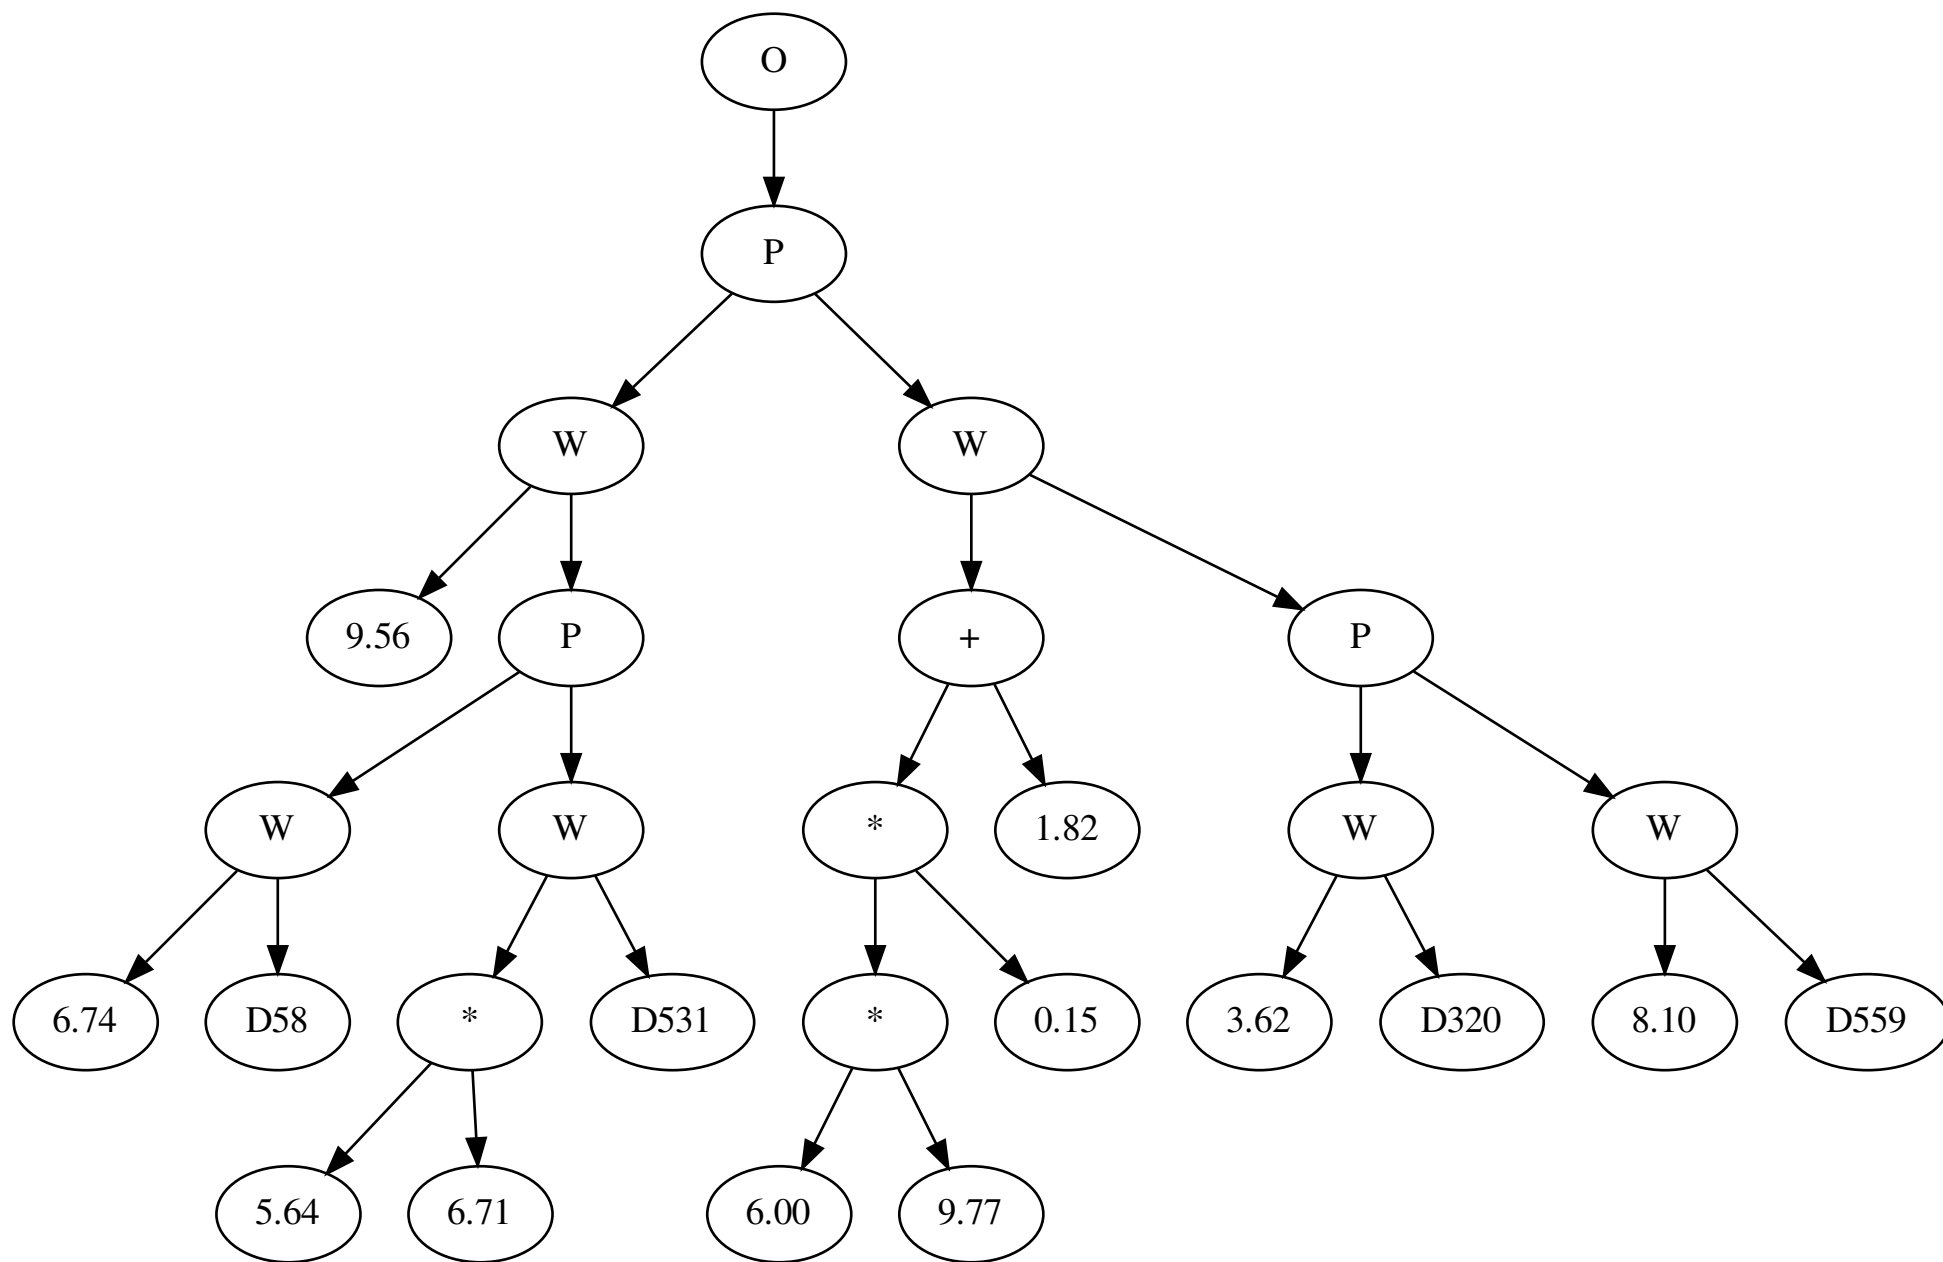 O
P
W W
9.56 P + P
W W * 1.82 W W
6.74 D58 * D531 * 0.15 3.62 D320 8.10 D559
5.64 6.71 6.00 9.77